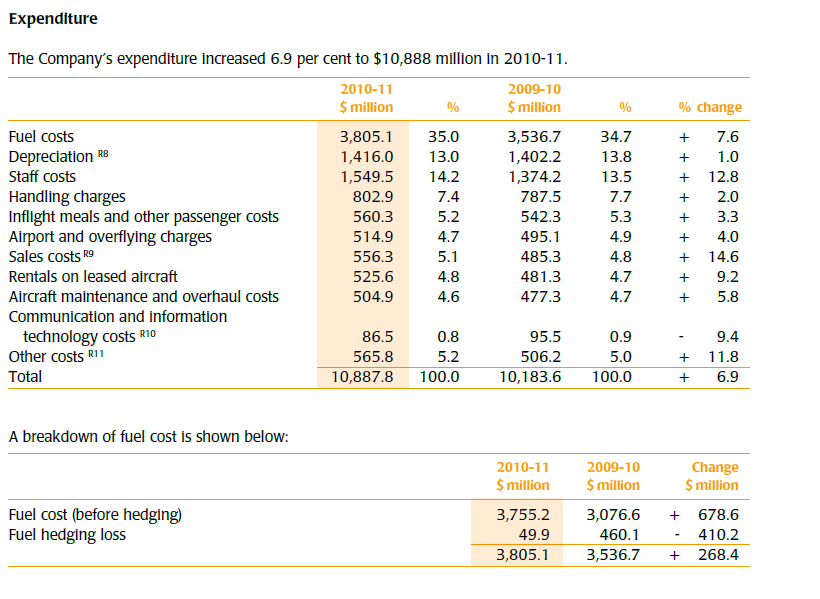 Expenditure
The Company's expenditure increased 6.9 per cent to $10,888 million in 2010-11.
2010-11 2009-10
$ million % $ million % % change
Fuel costs 3,805.1 35.0 3,536.7 34.7 + 7.6
Depreciation R8 1,416.0 13.0 1,402.2 13.8 + 1.0
Staff costs 1,549.5 14.2 1,374.2 13.5 + 12.8
Handling charges 802.9 7.4 787.5 7.7 + 2.0
Inflight meals and other passenger costs 560.3 5.2 542.3 5.3 + 3.3
Airport and overflying charges 514.9 4.7 495.1 4.9 + 4.0
Sales costs R9 556.3 5.1 485.3 4.8 + 14.6
Rentals on leased aircraft 525.6 4.8 481.3 4.7 + 9.2
Aircraft maintenance and overhaul costs 504.9 4.6 477.3 4.7 + 5.8
Communication and information
technology costs R10 86.5 0.8 95.5 0.9 - 9.4
Other costs R11 565.8 5.2 506.2 5.0 + 11.8
Total 10,887.8 100.0 10,183.6 100.0 + 6.9
A breakdown of fuel cost is shown below:
2010-11 2009-10 Change
$ million $ million $ million
Fuel cost (before hedging) 3,755.2 3,076.6 + 678.6
Fuel hedging loss 49.9 460.1 - 410.2
3,805.1 3,536.7 + 268.4